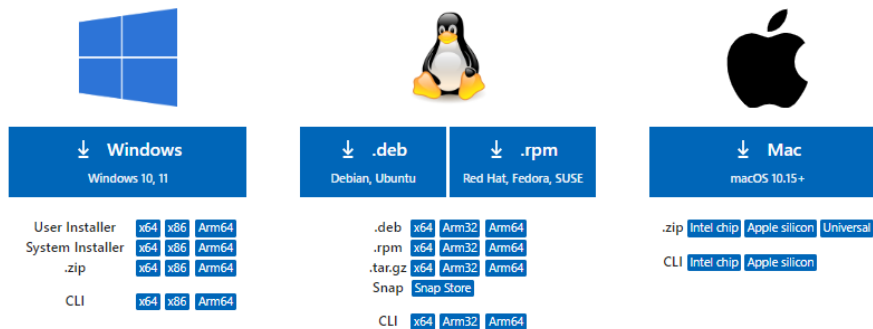 Windows
Windows 10, 11
User Installer x64 x86 Arm64
System Installer x64 x86 Arm64
.zip x64 x86 Arm64
CLI x64 x86 Arm64
.deb
Debian, Ubuntu
.rpm
Red Hat, Fedora, SUSE
.deb x64 Arm32 Arm64
.rpm x64 Arm32 Arm64
.tar.gz x64 Arm32 Arm64
Snap Snap Store
CLI x64 Arm32 Arm64
Mac
macOS 10.15+
.zip Intel chip Apple silicon Universal
CLI Intel chip Apple silicon